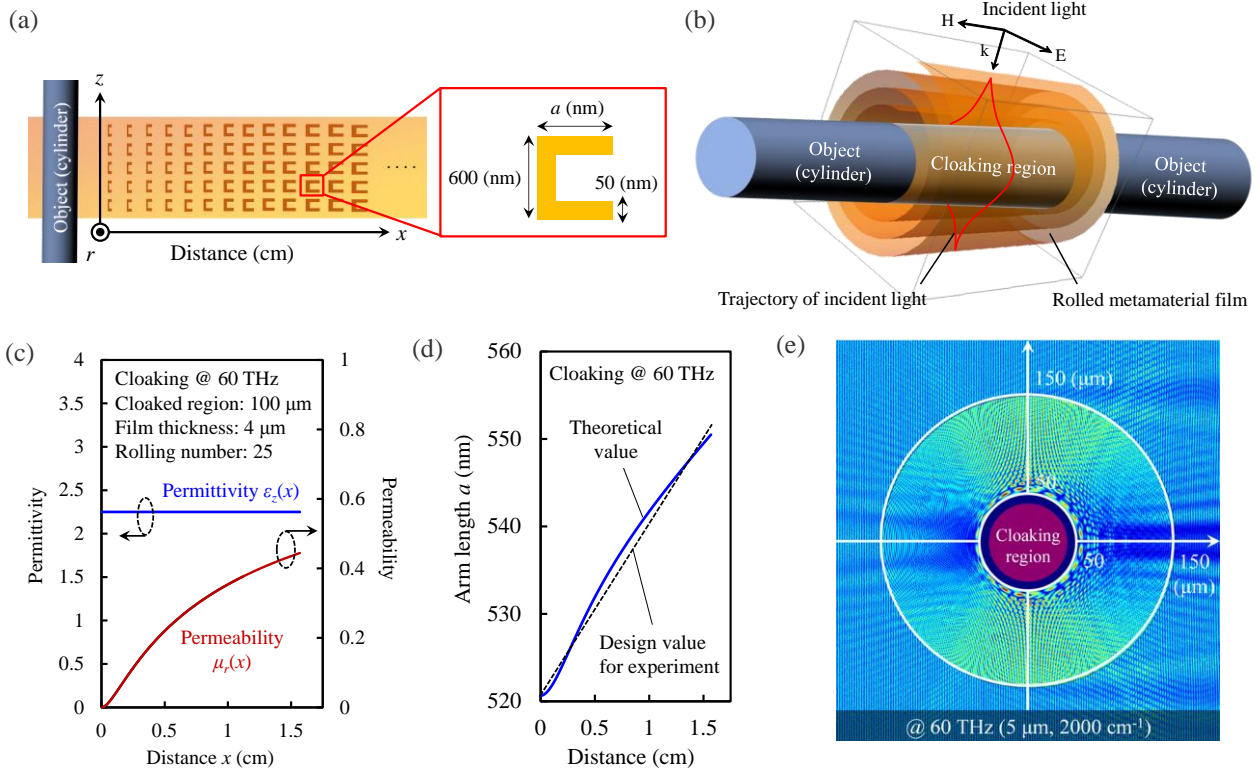 (a)
Object (cylinder)
z
r
x
Distance (cm)
....
a (nm)
600 (nm)
50 (nm)
(b)
Incident light
H
E
k
Object
(cylinder)
Cloaking region
Object
(cylinder)
Trajectory of incident light
Rolled metamaterial film
(c)
Permittivity
4
3.5
3
2.5
2
1.5
1
0.5
0
Cloaking @ 60 THz
Cloaked region: 100 μm
Film thickness: 4 μm
Rolling number: 25
Permittivity εz(x)
Permeability
μr(x)
1
0.8
0.6
0.4
0.2
0
Permeability
0 0.5 1 1.5
Distance x (cm)
(d)
Arm length a (nm)
560
550
540
530
520
Cloaking @ 60 THz
Theoretical
value
Design value
for experiment
0 0.5 1 1.5
Distance (cm)
(e)
150 (μm)
50
Cloaking
region
50
150
(μm)
@ 60 THz (5 μm, 2000 cm⁻¹)